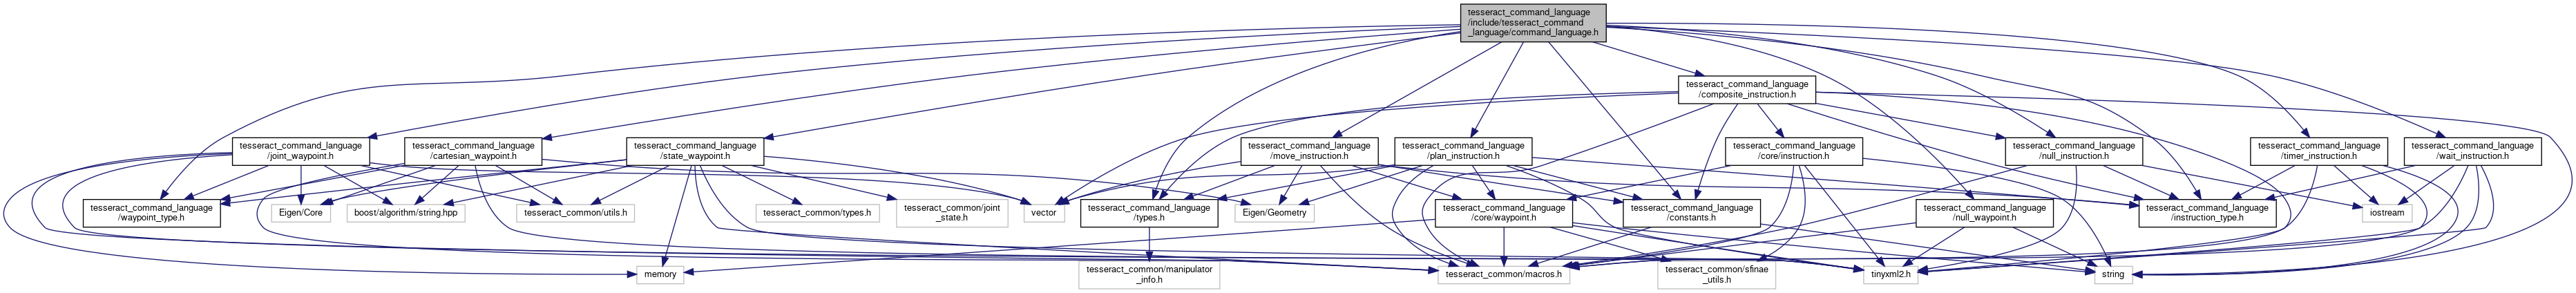 tesseract_command_language
/include/tesseract_command
_language/command_language.h
tesseract_command_language
/composite_instruction.h
tesseract_command_language
/joint_waypoint.h
tesseract_command_language
/cartesian_waypoint.h
tesseract_command_language
/state_waypoint.h
tesseract_command_language
/move_instruction.h
tesseract_command_language
/plan_instruction.h
tesseract_command_language
/core/instruction.h
tesseract_command_language
/null_instruction.h
tesseract_command_language
/timer_instruction.h
tesseract_command_language
/wait_instruction.h
tesseract_command_language
/waypoint_type.h
Eigen/Core
boost/algorithm/string.hpp
tesseract_common/utils.h
tesseract_common/types.h
tesseract_common/joint
_state.h
vector
tesseract_command_language
/types.h
Eigen/Geometry
tesseract_command_language
/core/waypoint.h
tesseract_command_language
/constants.h
tesseract_command_language
/null_waypoint.h
tesseract_command_language
/instruction_type.h
iostream
memory
tesseract_common/manipulator
_info.h
tesseract_common/macros.h
tesseract_common/sfinae
_utils.h
tinyxml2.h
string